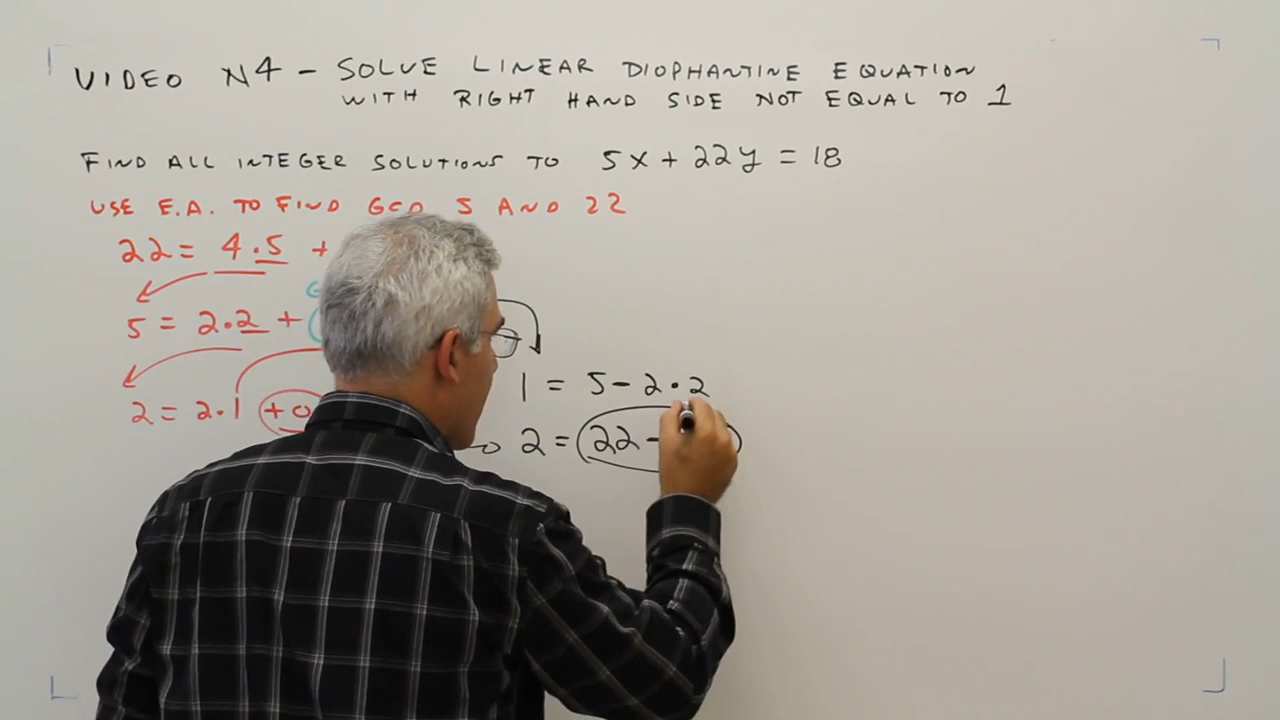 VIDEO N4 - SOLVE LINEAR DIOPHANTINE EQUATION
WITH RIGHT HAND SIDE NOT EQUAL TO 1
FIND ALL INTEGER SOLUTIONS TO 5x + 22y = 18
USE E.A. TO FIND GCD 5 AND 22
22 = 4.5 +
5 = 2.2 +
2 = 2.1 +0
1 = 5 - 2 · 2
2 = 22 -